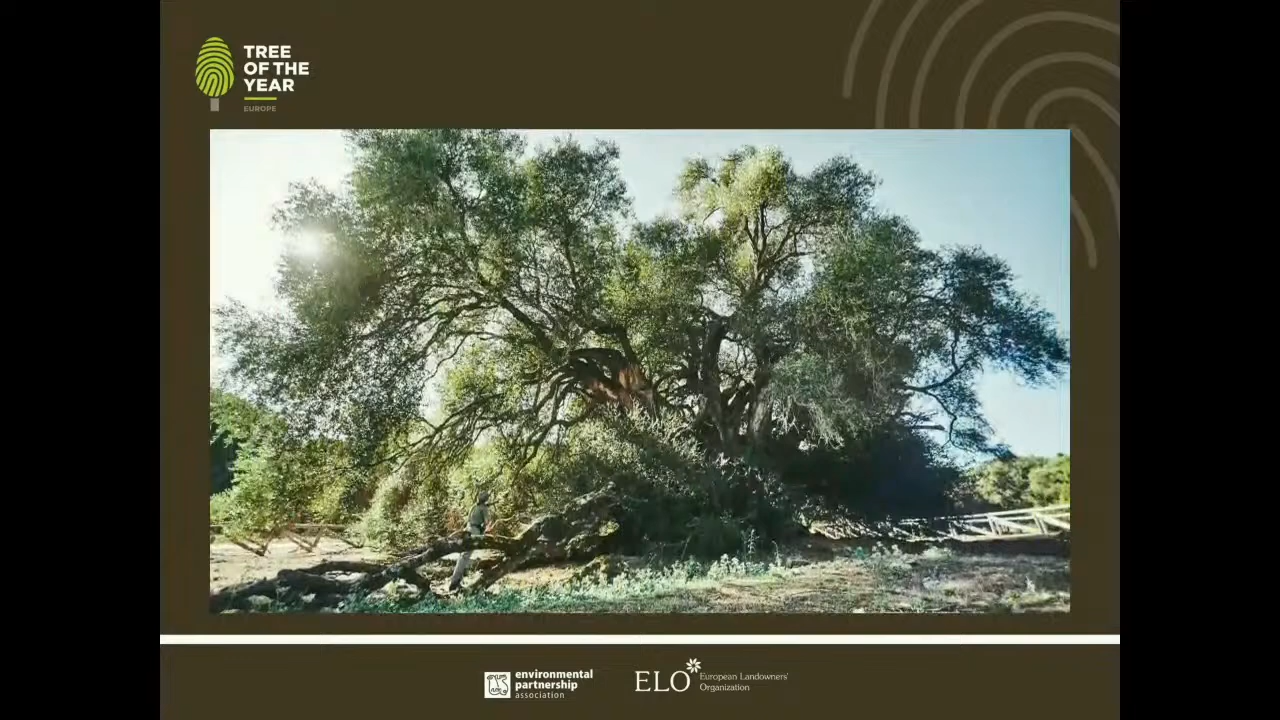 TREE
OF THE
YEAR
EUROPE
environmental
partnership
association
ELO
European Landowners'
Organization